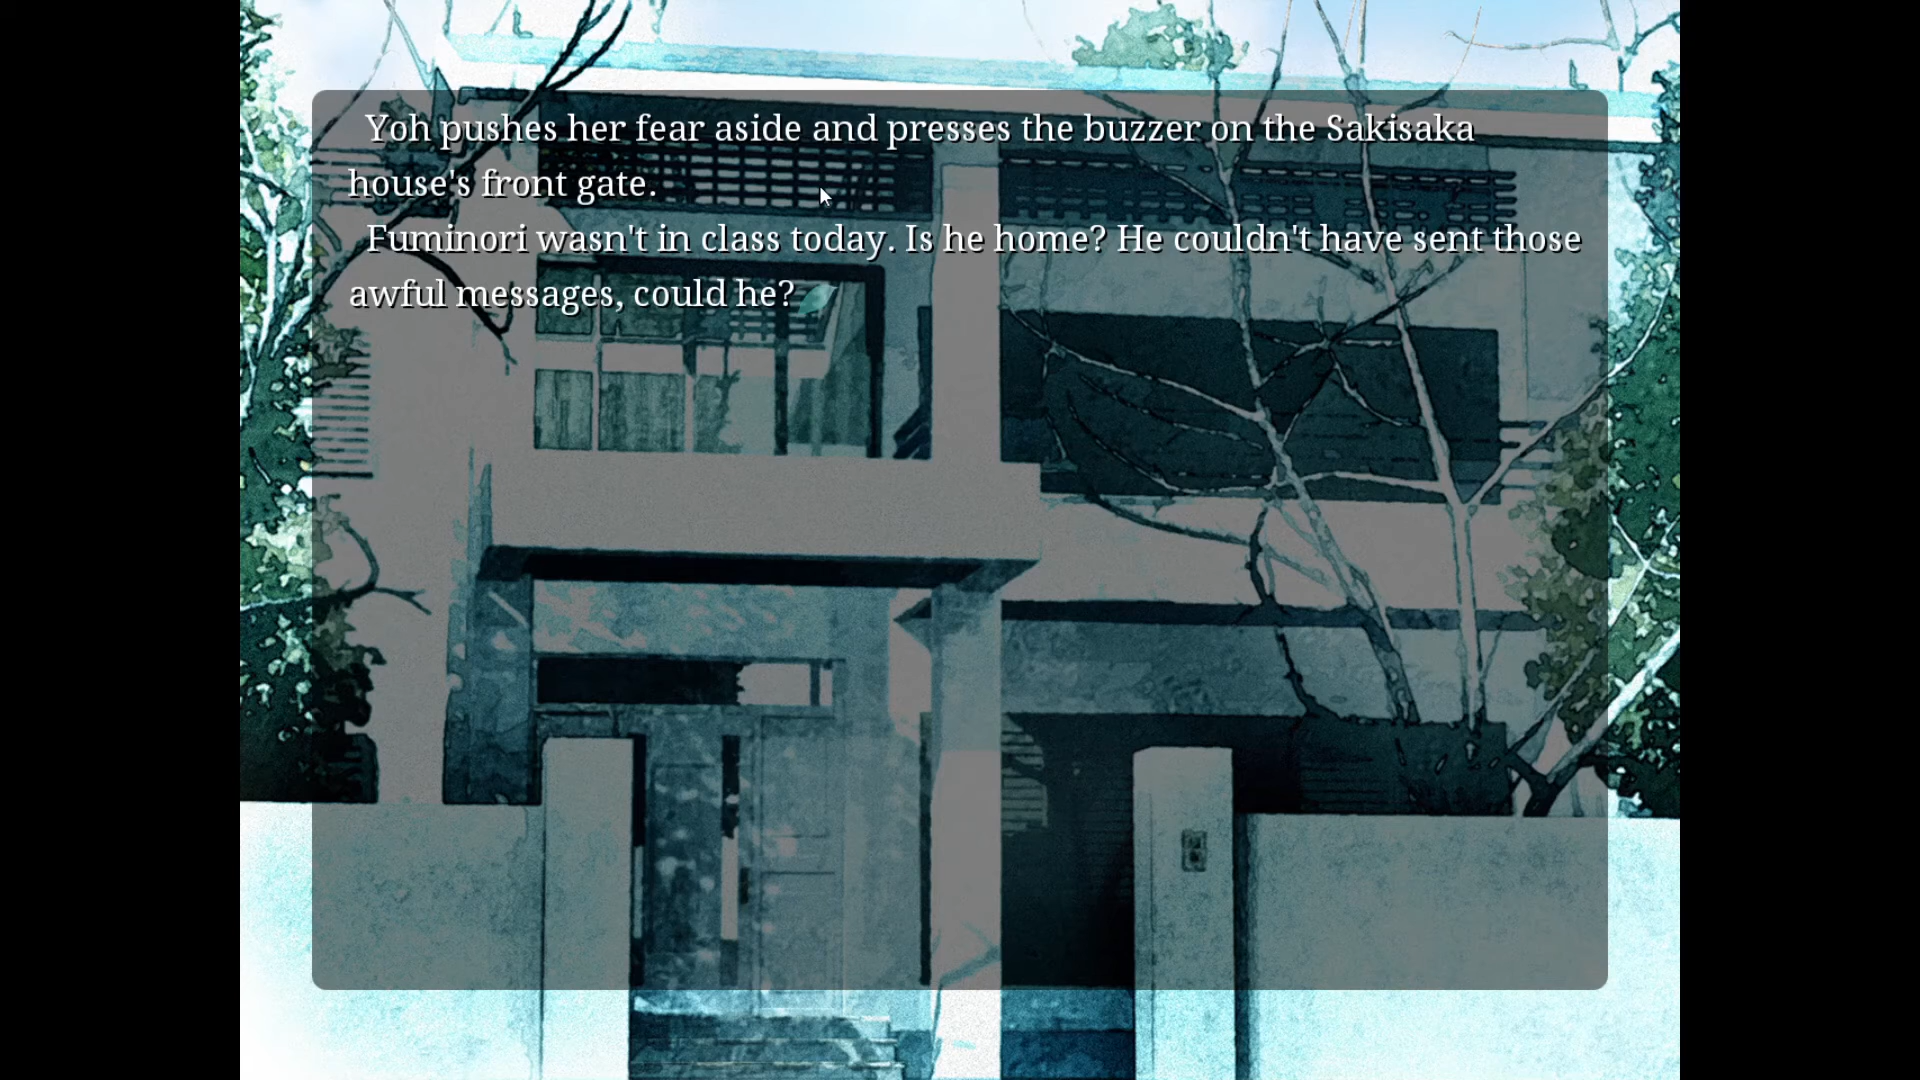 Yoh pushes her fear aside and presses the buzzer on the Sakisaka
house's front gate.
Fuminori wasn't in class today. Is he home? He couldn't have sent those
awful messages, could he?